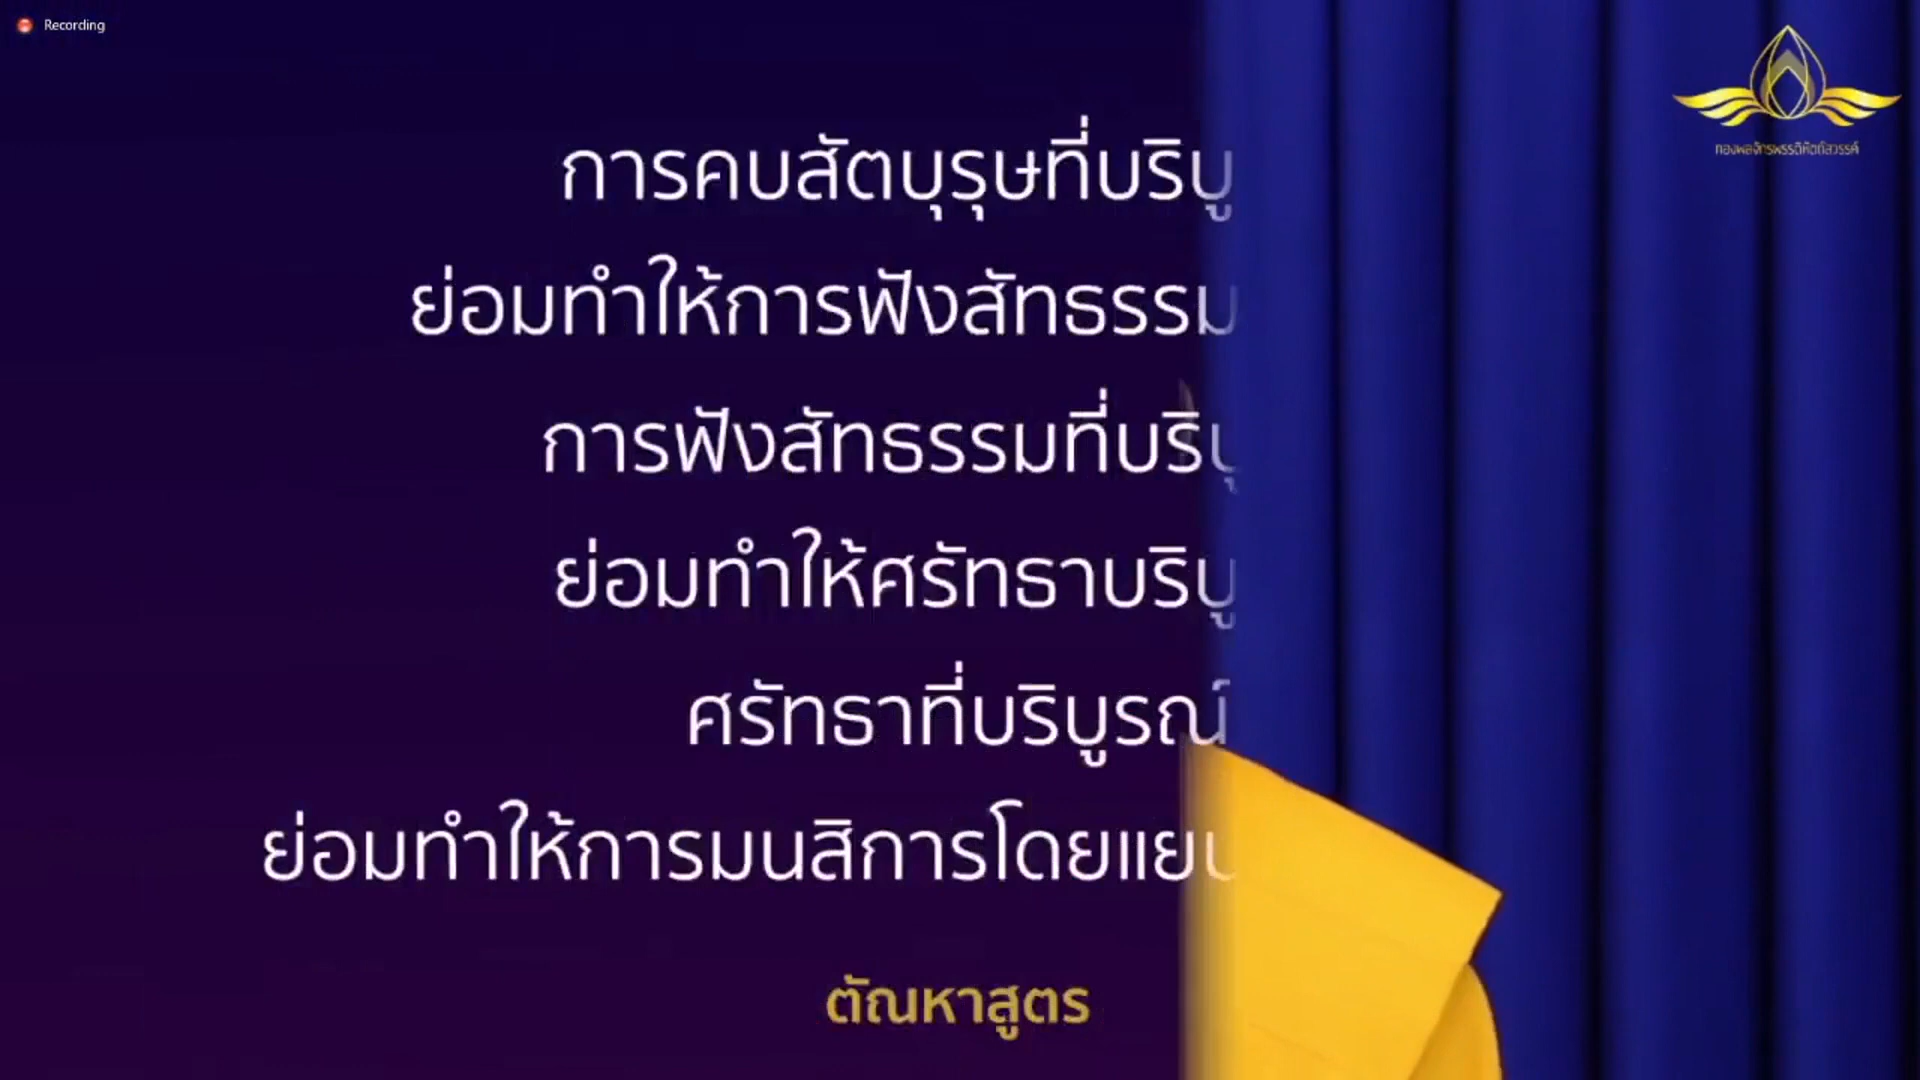 Recording
การคบสัตบุรุษที่บริบู
ย่อมทำให้การฟังสัทธรรม
การฟังสัทธรรมที่บริบุ
ย่อมทำให้ศรัทธาบริบู
ศรัทธาที่บริบูรณ์
ย่อมทำให้การมนสิการโดยแยบ
ตัณหาสูตร